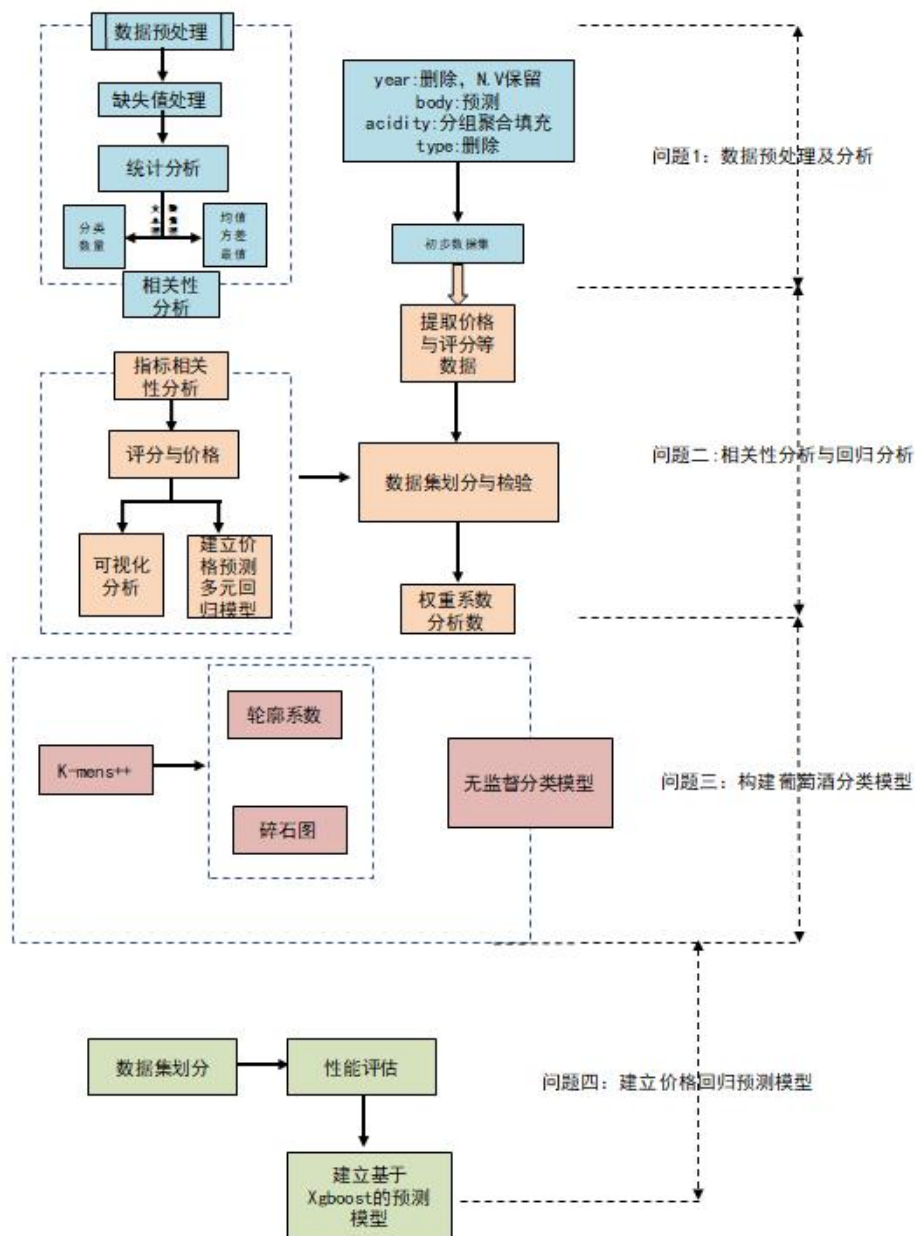 数据预处理
缺失值处理
统计分析
分类
数量
均值
方差
最值
相关性
分析
year:删除，N.V保留
body:预测
acidity:分组聚合填充
type:删除
初步数据集
问题1：数据预处理及分析
提取价格
与评分等
数据
指标相关
性分析
评分与价格
可视化
分析
建立价
格预测
多元回
归模型
数据集划分与检验
权重系数
分析数
问题二:相关性分析与回归分析
K-mens++
轮廓系数
碎石图
无监督分类模型
问题三：构建葡萄酒分类模型
数据集划分
性能评估
建立基于
Xgboost的预测
模型
问题四：建立价格回归预测模型